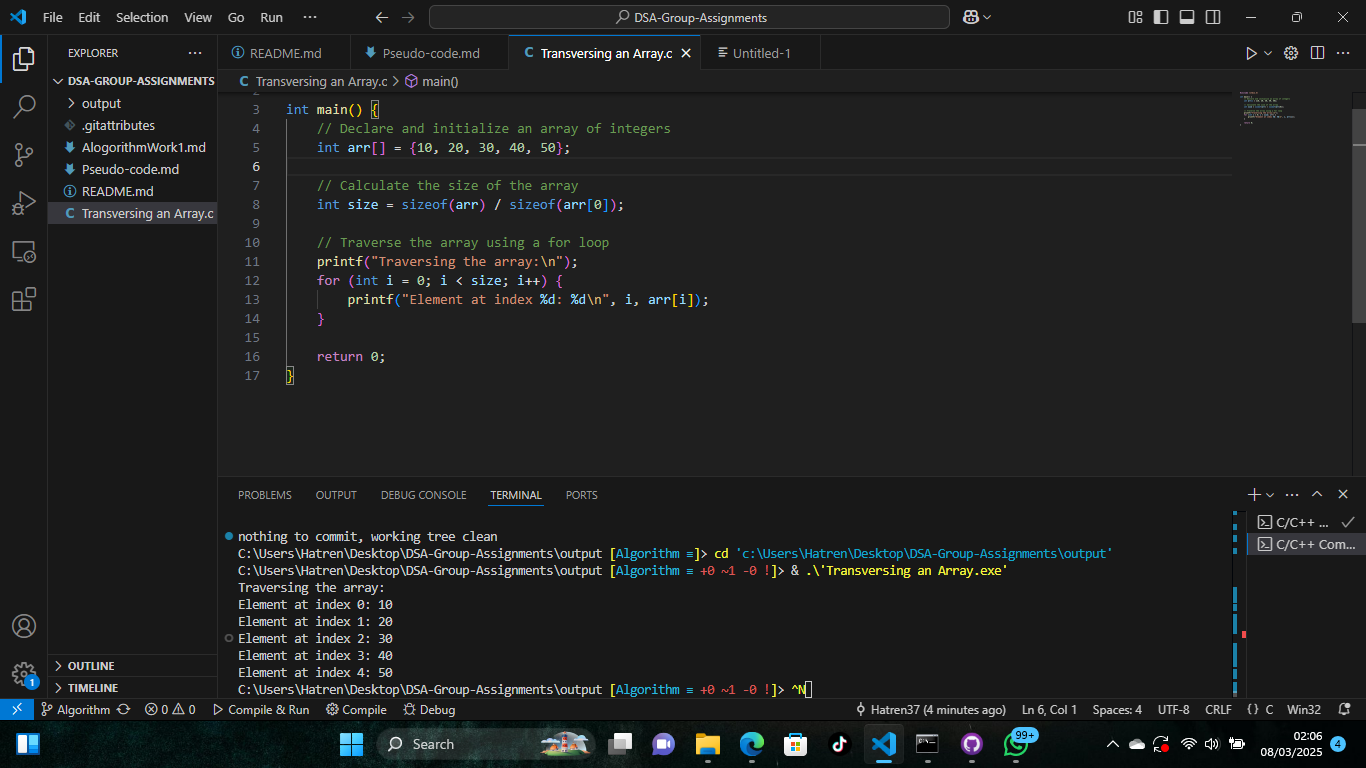 File Edit Selection View Go Run ··· DSA-Group-Assignments
EXPLORER ···
DSA-GROUP-ASSIGNMENTS
output
.gitattributes
AlogorithmWork1.md
Pseudo-code.md
README.md
C Transversing an Array.c
OUTLINE
TIMELINE
README.md Pseudo-code.md C Transversing an Array.c Untitled-1
C Transversing an Array.c > main()
3 int main() {
4 // Declare and initialize an array of integers
5 int arr[] = {10, 20, 30, 40, 50};
6
7 // Calculate the size of the array
8 int size = sizeof(arr) / sizeof(arr[0]);
9
10 // Traverse the array using a for loop
11 printf("Traversing the array:\n");
12 for (int i = 0; i < size; i++) {
13 printf("Element at index %d: %d\n", i, arr[i]);
14 }
15
16 return 0;
17 }
PROBLEMS OUTPUT DEBUG CONSOLE TERMINAL PORTS
nothing to commit, working tree clean
C:\Users\Hatren\Desktop\DSA-Group-Assignments\output [Algorithm ≡]> cd 'c:\Users\Hatren\Desktop\DSA-Group-Assignments\output'
C:\Users\Hatren\Desktop\DSA-Group-Assignments\output [Algorithm ≡ +0 ~1 -0 !]> & .\'Transversing an Array.exe'
Traversing the array:
Element at index 0: 10
Element at index 1: 20
Element at index 2: 30
Element at index 3: 40
Element at index 4: 50
C:\Users\Hatren\Desktop\DSA-Group-Assignments\output [Algorithm ≡ +0 ~1 -0 !]> ^N
C/C++ ...
C/C++ Com...
1
Algorithm 0 0 Compile & Run Compile Debug Hatren37 (4 minutes ago) Ln 6, Col 1 Spaces: 4 UTF-8 CRLF {} C Win32
Search 99+ 02:06
08/03/2025 4